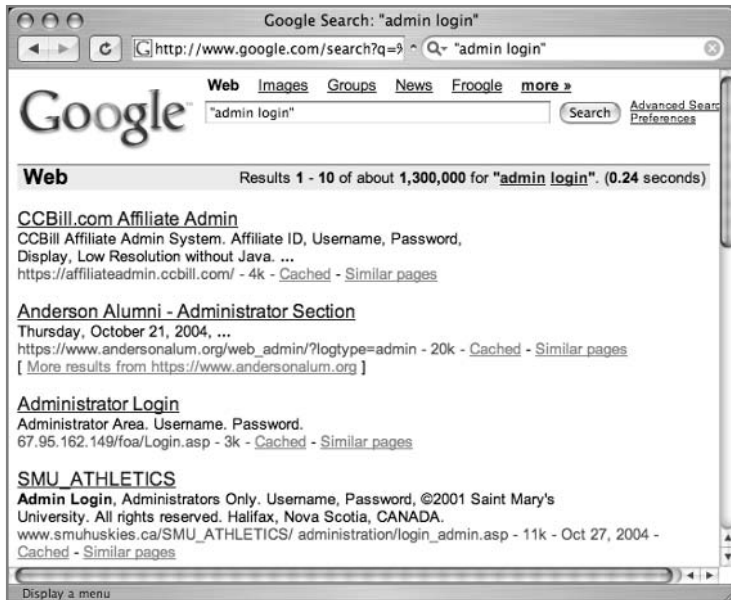 Google Search: "admin login"
G http://www.google.com/search?q=% "admin login"
Google
Web Images Groups News Froogle more »
"admin login" Search Advanced Searc
Preferences
Web Results 1 - 10 of about 1,300,000 for "admin login". (0.24 seconds)
CCBill.com Affiliate Admin
CCBill Affiliate Admin System. Affiliate ID, Username, Password,
Display, Low Resolution without Java. ...
https://affiliateadmin.ccbill.com/ - 4k - Cached - Similar pages
Anderson Alumni - Administrator Section
Thursday, October 21, 2004, ...
https://www.andersonalum.org/web_admin/?logtype=admin - 20k - Cached - Similar pages
[ More results from https://www.andersonalum.org ]
Administrator Login
Administrator Area. Username. Password.
67.95.162.149/foa/Login.asp - 3k - Cached - Similar pages
SMU_ATHLETICS
Admin Login, Administrators Only. Username, Password, ©2001 Saint Mary's
University. All rights reserved. Halifax, Nova Scotia, CANADA.
www.smuhuskies.ca/SMU_ATHLETICS/ administration/login_admin.asp - 11k - Oct 27, 2004 -
Cached - Similar pages
Display a menu